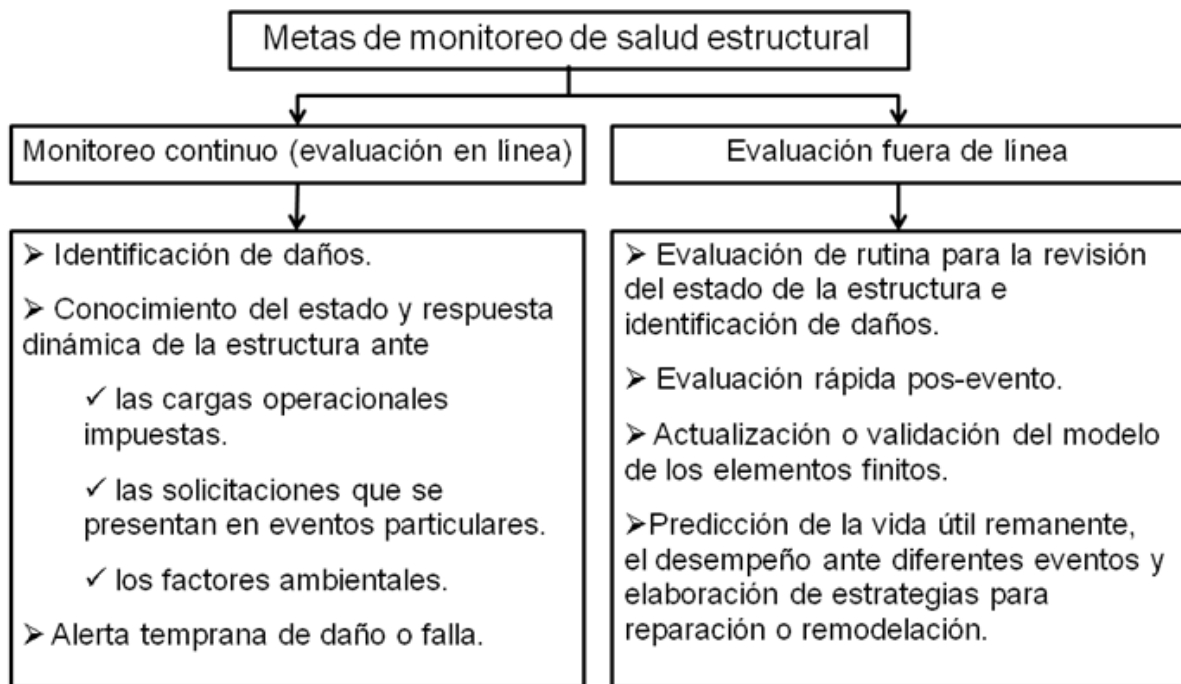 Metas de monitoreo de salud estructural
Monitoreo continuo (evaluación en línea)
➢ Identificación de daños.
➢ Conocimiento del estado y respuesta
dinámica de la estructura ante
✓ las cargas operacionales
impuestas.
✓ las solicitaciones que se
presentan en eventos particulares.
✓ los factores ambientales.
➢ Alerta temprana de daño o falla.
Evaluación fuera de línea
➢ Evaluación de rutina para la revisión
del estado de la estructura e
identificación de daños.
➢ Evaluación rápida pos-evento.
➢ Actualización o validación del modelo
de los elementos finitos.
➢Predicción de la vida útil remanente,
el desempeño ante diferentes eventos y
elaboración de estrategias para
reparación o remodelación.